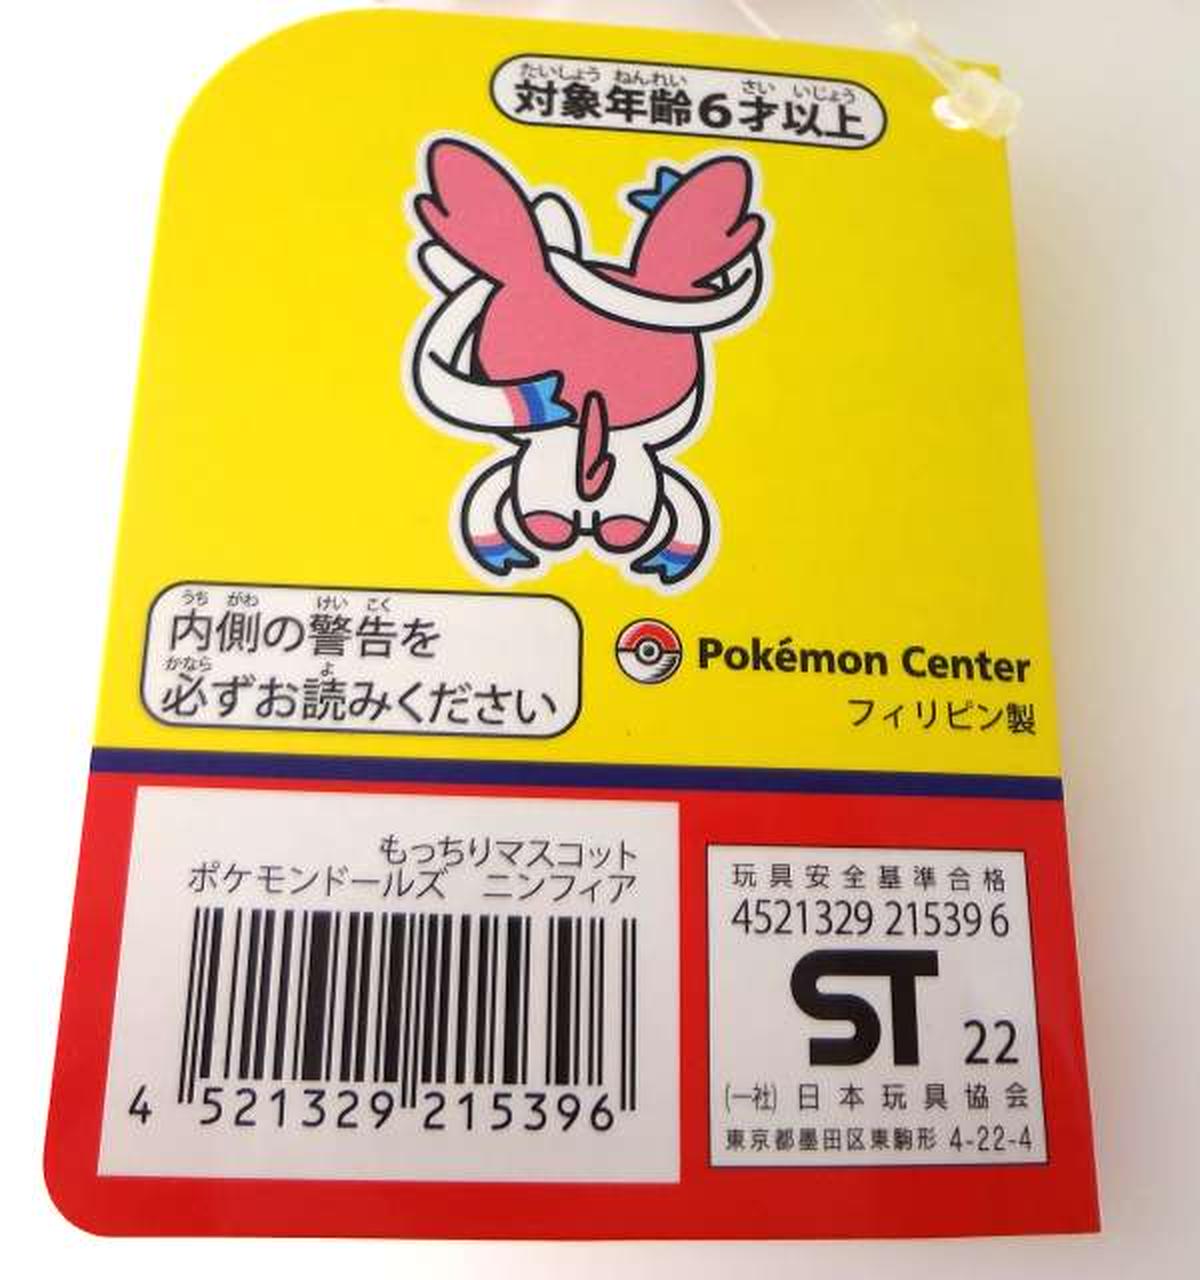 たいしょう ねんれい さい いじょう
対象年齢6才以上
うち がわ けい こく
内側の警告を
かなら よ
必ずお読みください
Pokémon Center
フィリピン製
もっちりマスコット
ポケモンドールズ　ニンフィア
4 521329 215396
玩具安全基準合格
4521329 21539 6
ST 22
(一社) 日本玩具協会
東京都墨田区東駒形 4-22-4